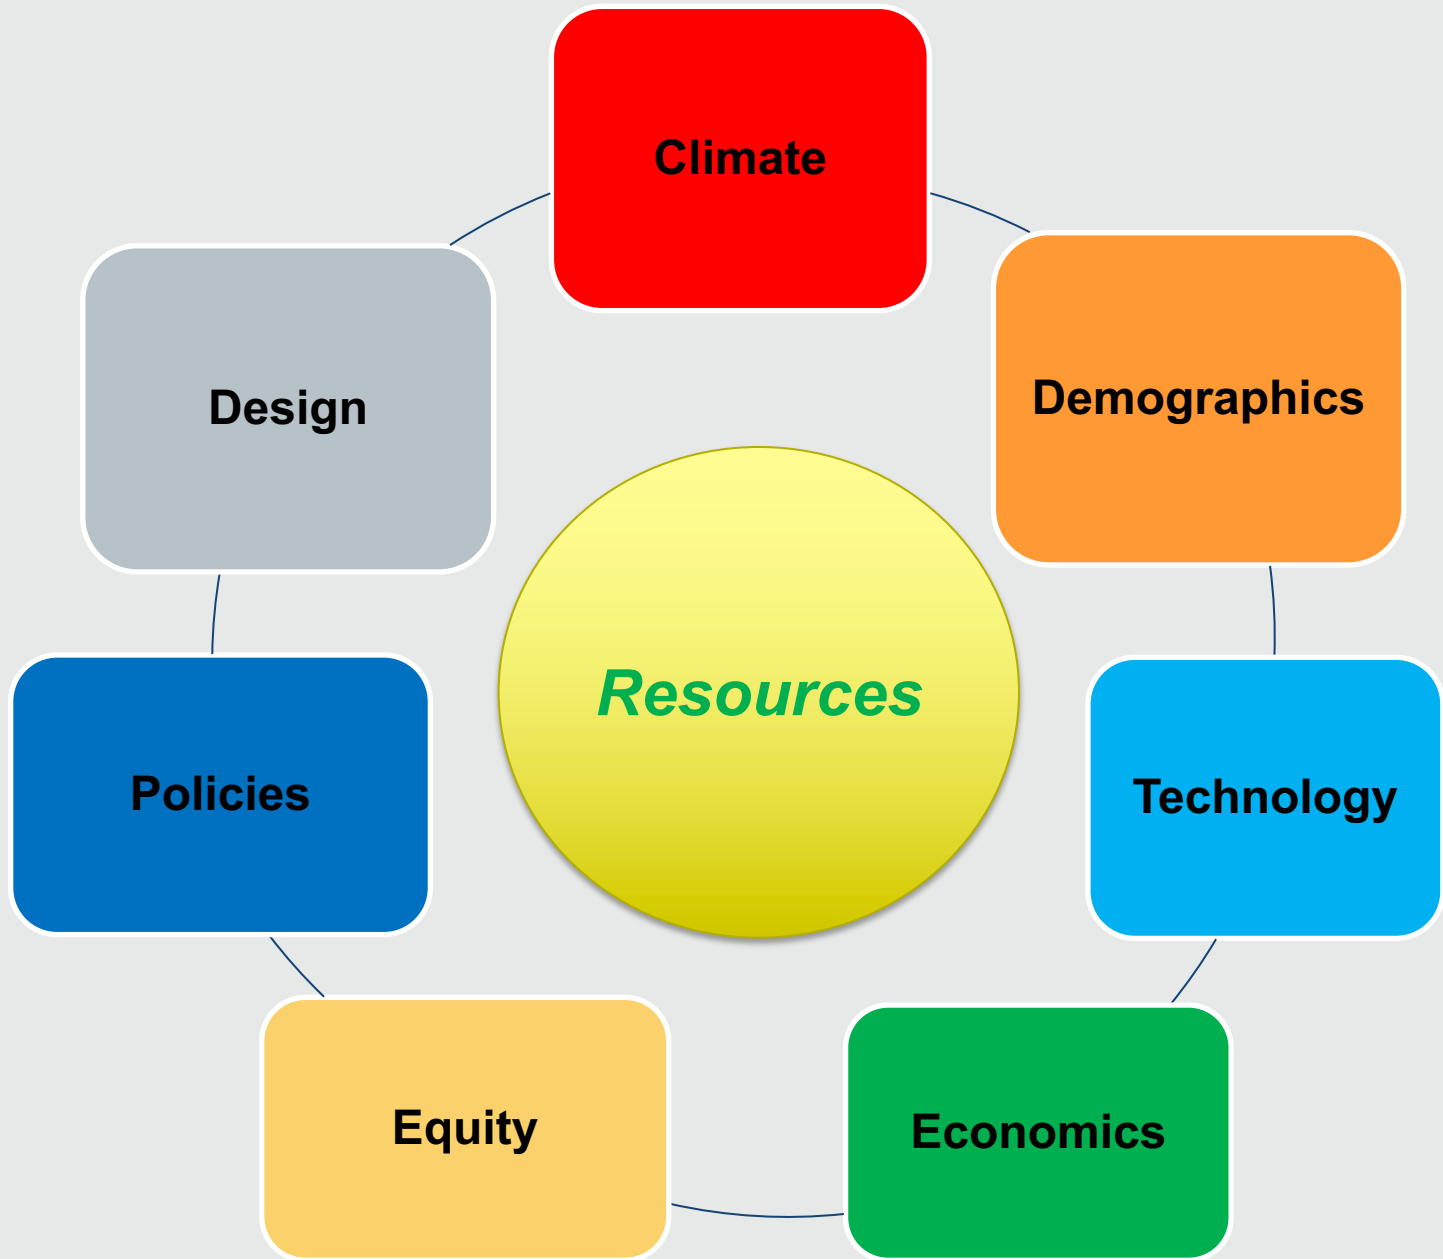 Climate
Demographics
Design
Resources
Technology
Policies
Equity
Economics